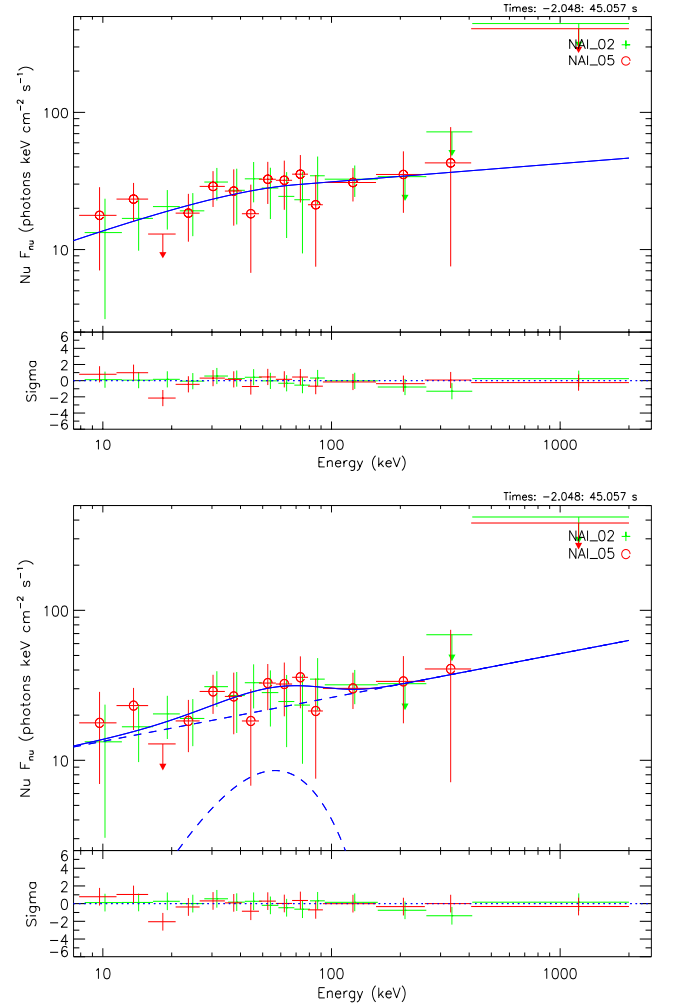 Times: -2.048: 45.057 s
NAI_02
NAI_05
100
10
Nu Fnu (photons keV cm-2 s-1)
6
4
2
0
-2
-4
-6
Sigma
10 100 1000
Energy (keV)
Times: -2.048: 45.057 s
NAI_02
NAI_05
100
10
Nu Fnu (photons keV cm-2 s-1)
6
4
2
0
-2
-4
-6
Sigma
10 100 1000
Energy (keV)